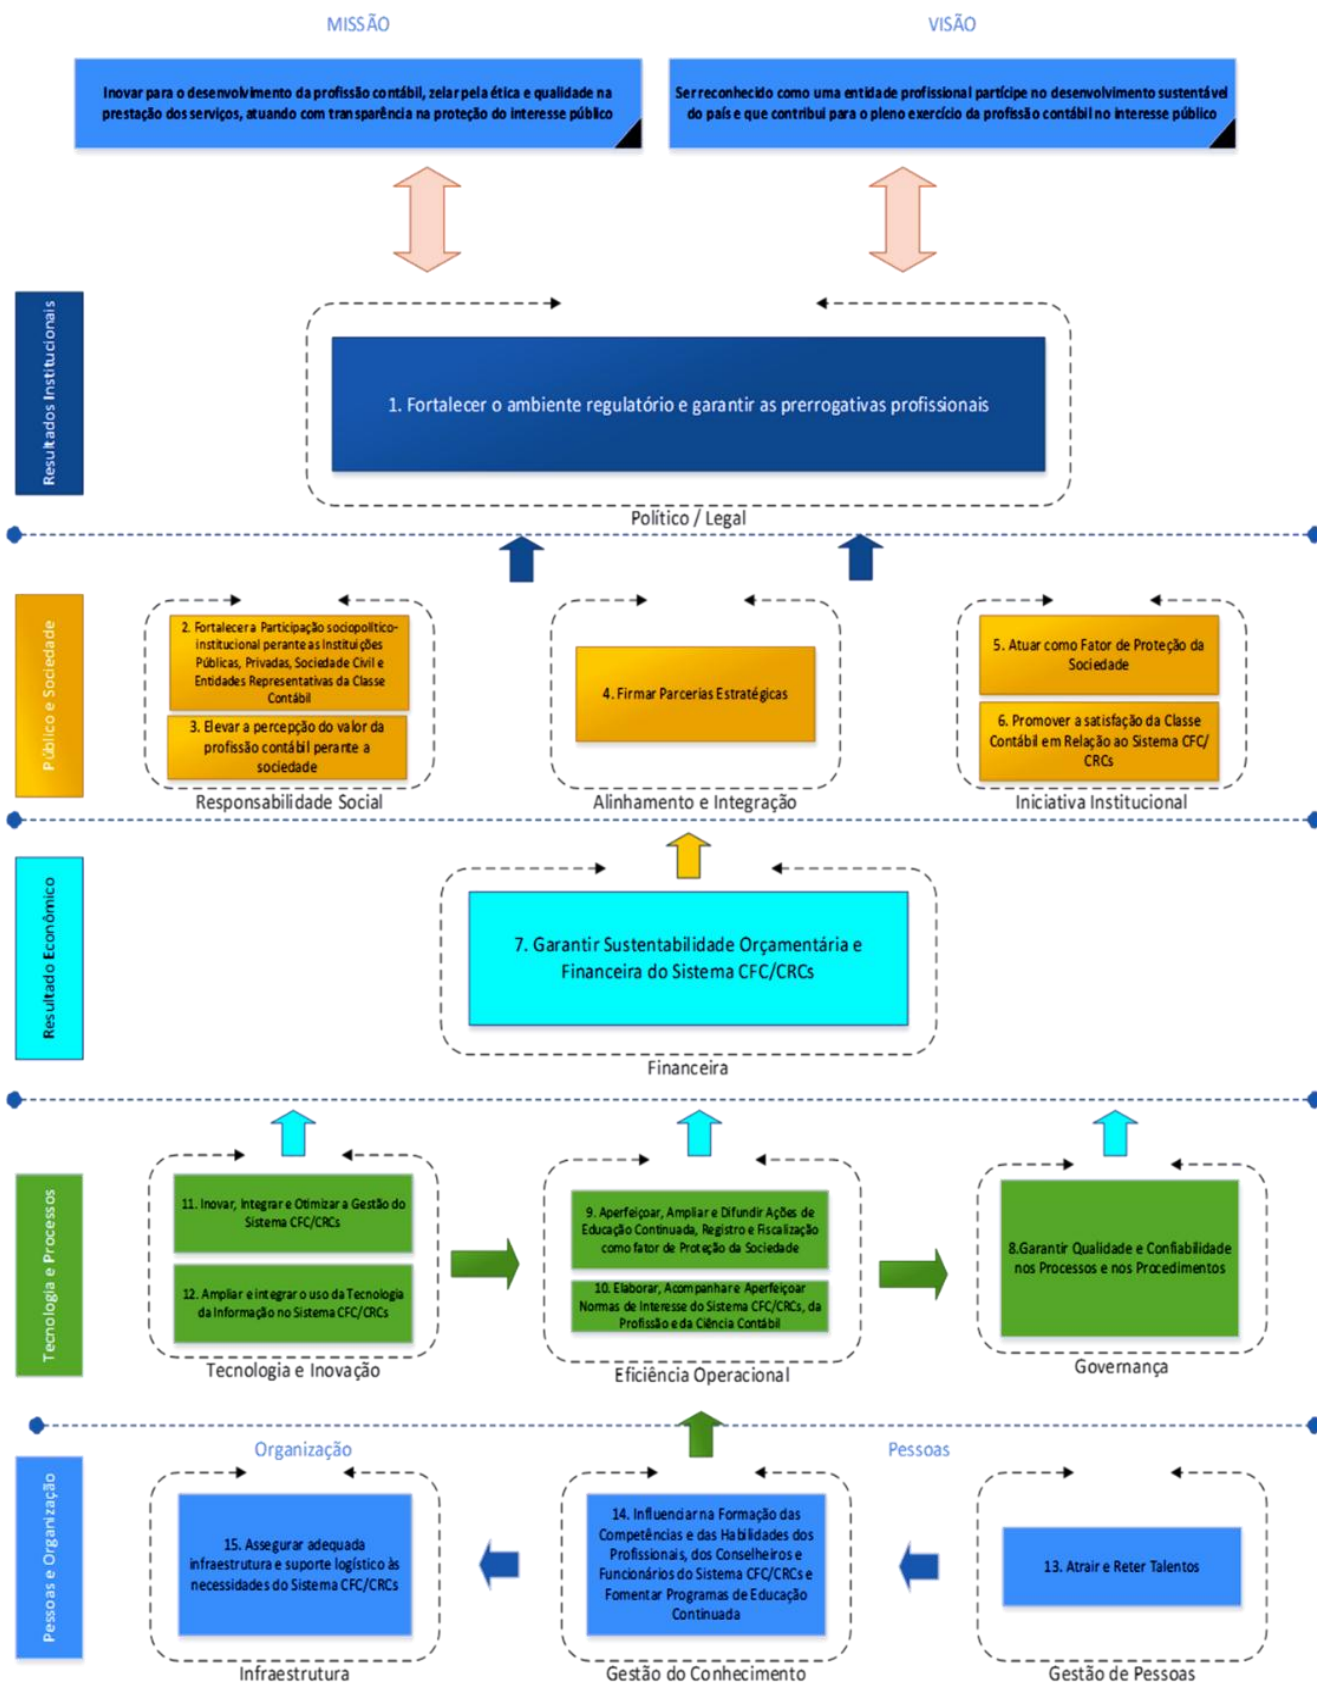 MISSÃO
VISÃO
Inovar para o desenvolvimento da profissão contábil, zelar pela ética e qualidade na
prestação dos serviços, atuando com transparência na proteção do interesse público
Ser reconhecido como uma entidade profissional partícipe no desenvolvimento sustentável
do país e que contribui para o pleno exercício da profissão contábil no interesse público
Resultados Institucionais
1. Fortalecer o ambiente regulatório e garantir as prerrogativas profissionais
Político / Legal
Público e Sociedade
2. Fortalecer a Participação sociopolítico-
institucional perante as Instituições
Públicas, Privadas, Sociedade Civil e
Entidades Representativas da Classe
Contábil
3. Elevar a percepção do valor da
profissão contábil perante a
sociedade
Responsabilidade Social
4. Firmar Parcerias Estratégicas
Alinhamento e Integração
5. Atuar como Fator de Proteção da
Sociedade
6. Promover a satisfação da Classe
Contábil em Relação ao Sistema CFC/
CRCs
Iniciativa Institucional
Resultado Econômico
7. Garantir Sustentabilidade Orçamentária e
Financeira do Sistema CFC/CRCs
Financeira
Tecnologia e Processos
11. Inovar, Integrar e Otimizar a Gestão do
Sistema CFC/CRCs
12. Ampliar e integrar o uso da Tecnologia
da Informação no Sistema CFC/CRCs
Tecnologia e Inovação
9. Aperfeiçoar, Ampliar e Difundir Ações de
Educação Continuada, Registro e Fiscalização
como fator de Proteção da Sociedade
10. Elaborar, Acompanhar e Aperfeiçoar
Normas de Interesse do Sistema CFC/CRCs, da
Profissão e da Ciência Contábil
Eficiência Operacional
8.Garantir Qualidade e Confiabilidade
nos Processos e nos Procedimentos
Governança
Pessoas e Organização
Organização
Pessoas
15. Assegurar adequada
infraestrutura e suporte logístico às
necesidades do Sistema CFC/CRCs
Infraestrutura
14. Influenciar na Formação das
Competências e das Habilidades dos
Profissionais, dos Conselheiros e
Funcionários do Sistema CFC/CRCs e
Fomentar Programas de Educação
Continuada
Gestão do Conhecimento
13. Atrair e Reter Talentos
Gestão de Pessoas